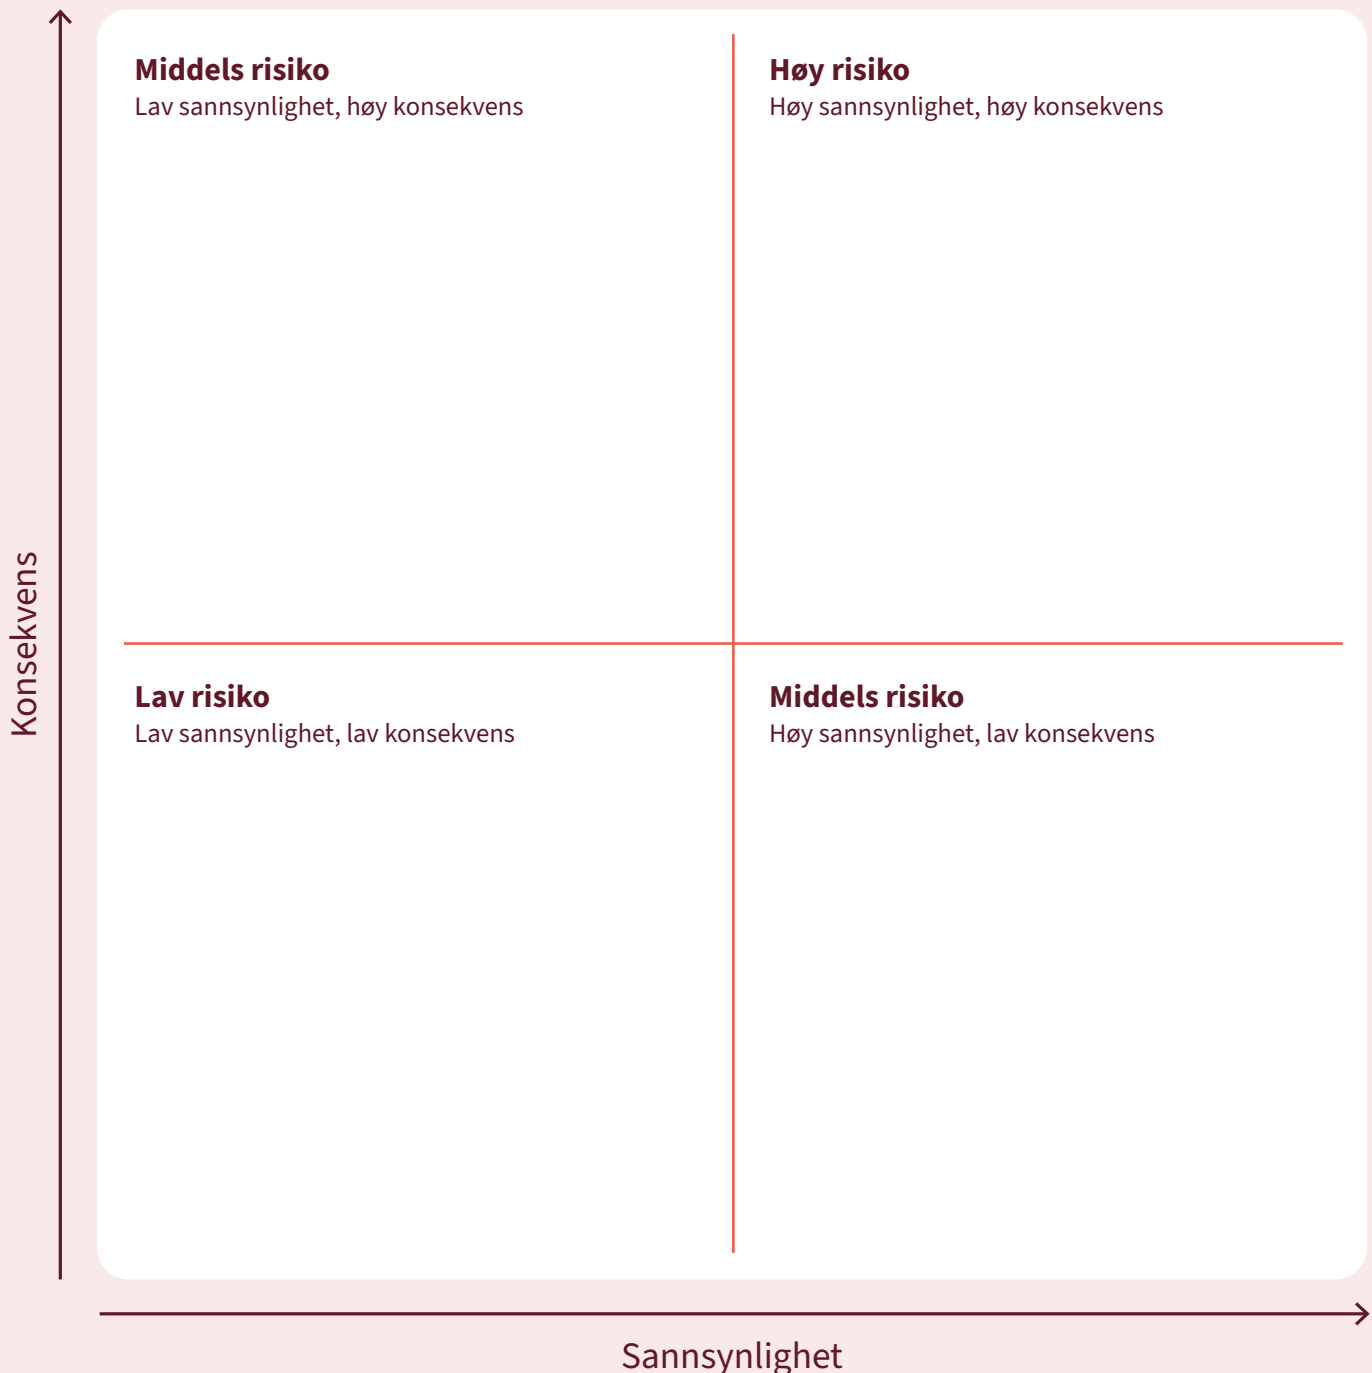 Middels risiko
Lav sannsynlighet, høy konsekvens
Høy risiko
Høy sannsynlighet, høy konsekvens
Konsekvens
Lav risiko
Lav sannsynlighet, lav konsekvens
Middels risiko
Høy sannsynlighet, lav konsekvens
Sannsynlighet